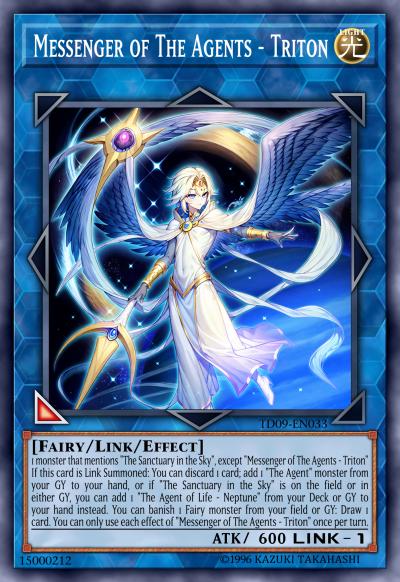 MESSENGER OF THE AGENTS - TRITON
LIGHT
光
TD09-EN033
[FAIRY/LINK/EFFECT]
1 monster that mentions "The Sanctuary in the Sky", except "Messenger of The Agents - Triton"
If this card is Link Summoned: You can discard 1 card; add 1 "The Agent" monster from
your GY to your hand, or if "The Sanctuary in the Sky" is on the field or in
either GY, you can add 1 "The Agent of Life - Neptune" from your Deck or GY to
your hand instead. You can banish 1 Fairy monster from your field or GY: Draw 1
card. You can only use each effect of "Messenger of The Agents - Triton" once per turn.
ATK/ 600 LINK-1
15000212
©1996 KAZUKI TAKAHASHI